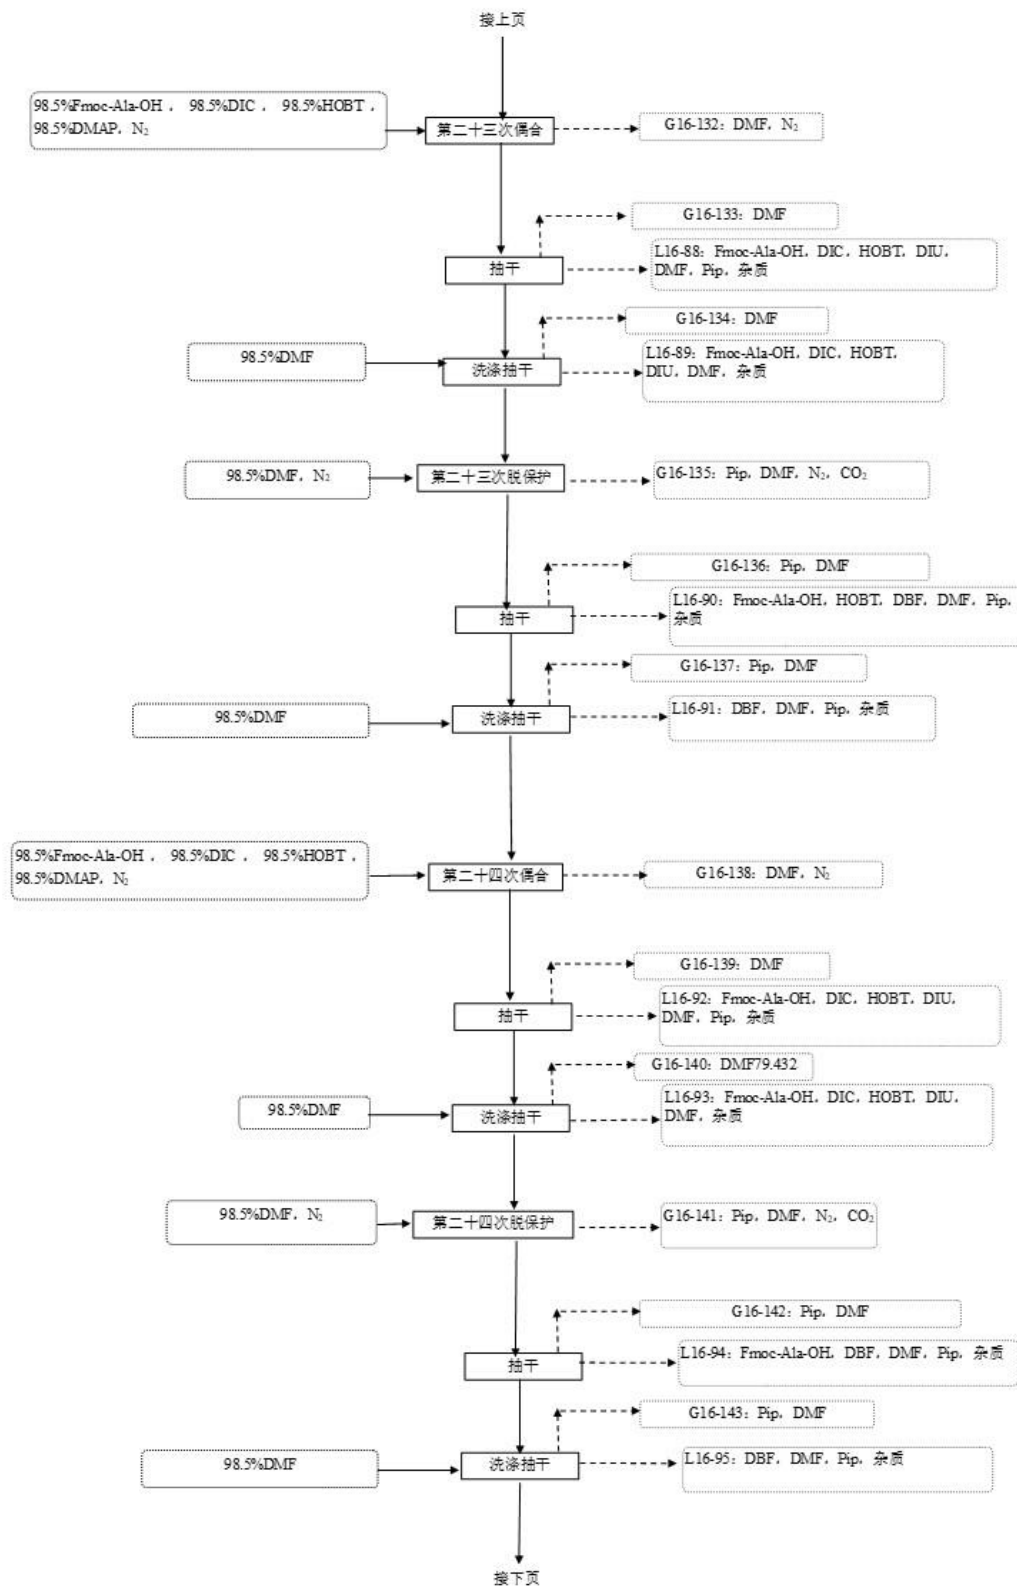 接上页
98.5%Fmoc-Ala-OH， 98.5%DIC， 98.5%HOBT，
98.5%DMAP，N₂
第二十三次偶合
G16-132：DMF，N₂
G16-133：DMF
抽干
L16-88：Fmoc-Ala-OH，DIC，HOBT，DIU，
DMF，Pip，杂质
G16-134：DMF
98.5%DMF
洗涤抽干
L16-89：Fmoc-Ala-OH，DIC，HOBT，
DIU，DMF，杂质
98.5%DMF，N₂
第二十三次脱保护
G16-135：Pip，DMF，N₂，CO₂
G16-136：Pip，DMF
抽干
L16-90：Fmoc-Ala-OH，HOBT，DBF，DMF，Pip，
杂质
G16-137：Pip，DMF
98.5%DMF
洗涤抽干
L16-91：DBF，DMF，Pip，杂质
98.5%Fmoc-Ala-OH， 98.5%DIC， 98.5%HOBT，
98.5%DMAP，N₂
第二十四次偶合
G16-138：DMF，N₂
G16-139：DMF
抽干
L16-92：Fmoc-Ala-OH，DIC，HOBT，DIU，
DMF，Pip，杂质
G16-140：DMF79.432
98.5%DMF
洗涤抽干
L16-93：Fmoc-Ala-OH，DIC，HOBT，DIU，
DMF，杂质
98.5%DMF，N₂
第二十四次脱保护
G16-141：Pip，DMF，N₂，CO₂
G16-142：Pip，DMF
抽干
L16-94：Fmoc-Ala-OH，DBF，DMF，Pip，杂质
G16-143：Pip，DMF
98.5%DMF
洗涤抽干
L16-95：DBF，DMF，Pip，杂质
接下页